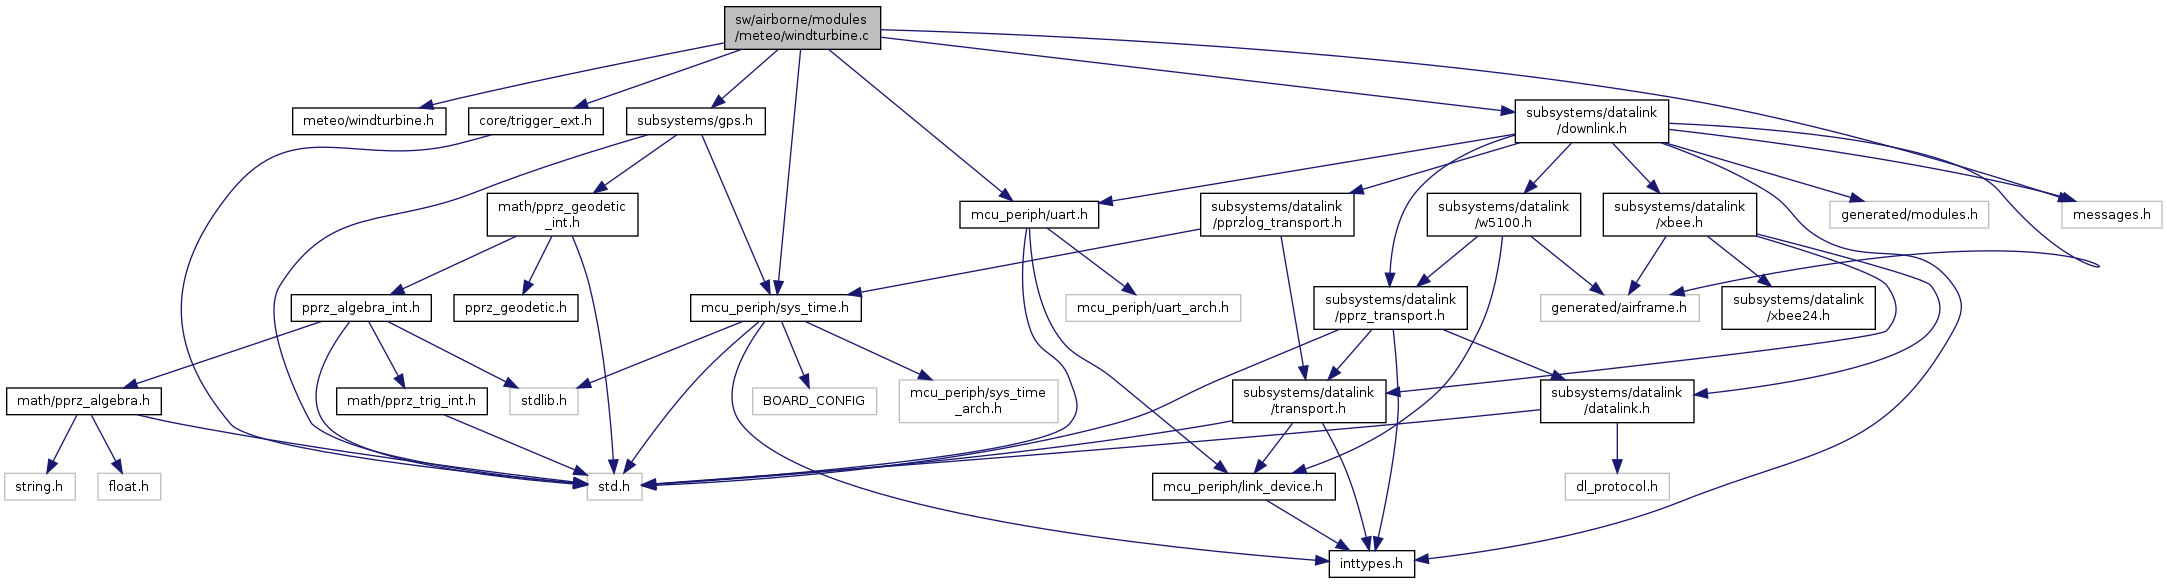 sw/airborne/modules
/meteo/windturbine.c
meteo/windturbine.h
core/trigger_ext.h
subsystems/gps.h
subsystems/datalink
/downlink.h
math/pprz_geodetic
_int.h
mcu_periph/uart.h
subsystems/datalink
/pprzlog_transport.h
subsystems/datalink
/w5100.h
subsystems/datalink
/xbee.h
generated/modules.h
messages.h
pprz_algebra_int.h
pprz_geodetic.h
mcu_periph/sys_time.h
mcu_periph/uart_arch.h
subsystems/datalink
/pprz_transport.h
generated/airframe.h
subsystems/datalink
/xbee24.h
math/pprz_algebra.h
math/pprz_trig_int.h
stdlib.h
BOARD_CONFIG
mcu_periph/sys_time
_arch.h
subsystems/datalink
/transport.h
subsystems/datalink
/datalink.h
string.h
float.h
std.h
mcu_periph/link_device.h
dl_protocol.h
inttypes.h